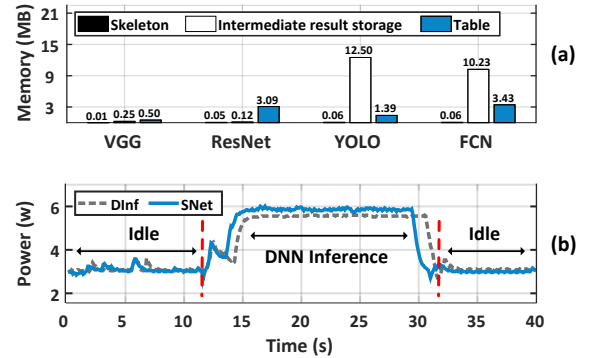 Memory (MB)
21
15
9
3
Skeleton
Intermediate result storage
Table
0.01 0.25 0.50
0.05 0.12 3.09
0.06 12.50 1.39
0.06 10.23 3.43
VGG ResNet YOLO FCN
(a)
Power (w)
6
4
2
DInf SNet
Idle
DNN Inference
Idle
(b)
0 5 10 15 20 25 30 35 40
Time (s)